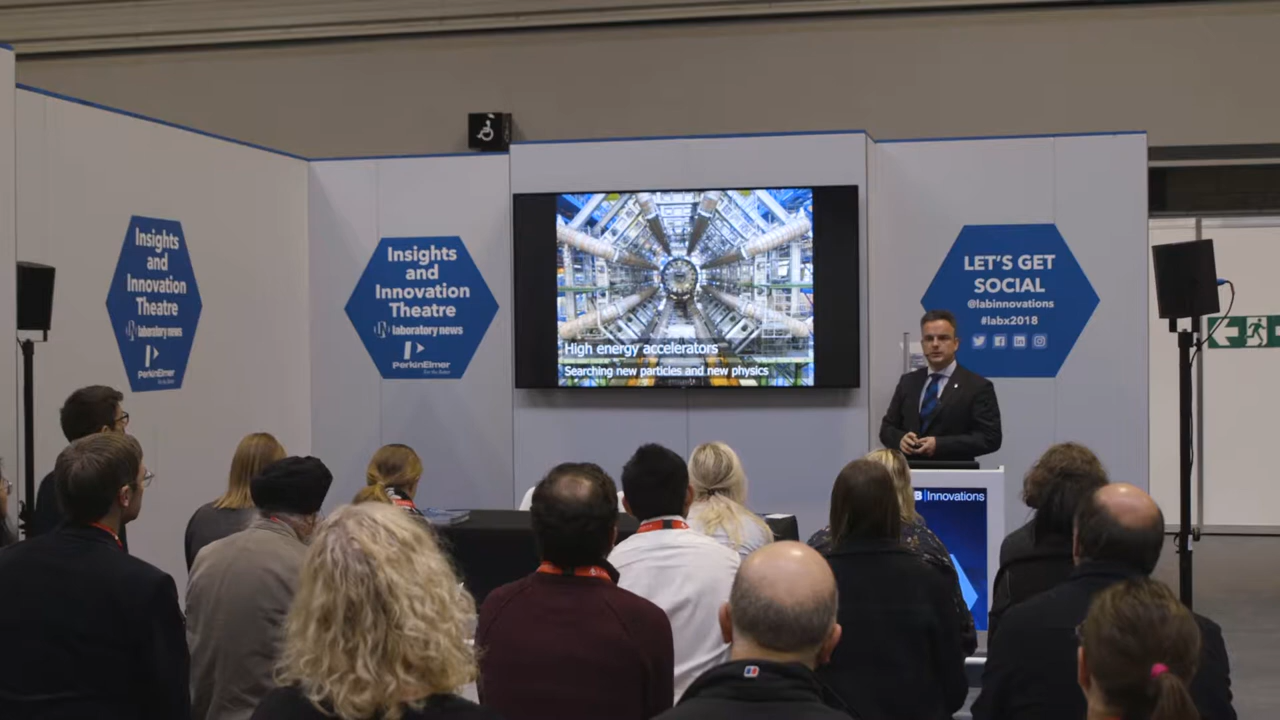 Insights
and
Innovation
Theatre
laboratory news
PerkinElmer
Insights
and
Innovation
Theatre
laboratory news
PerkinElmer
High energy accelerators
Searching new particles and new physics
LET'S GET
SOCIAL
@labinnovations
#labx2018
B|Innovations